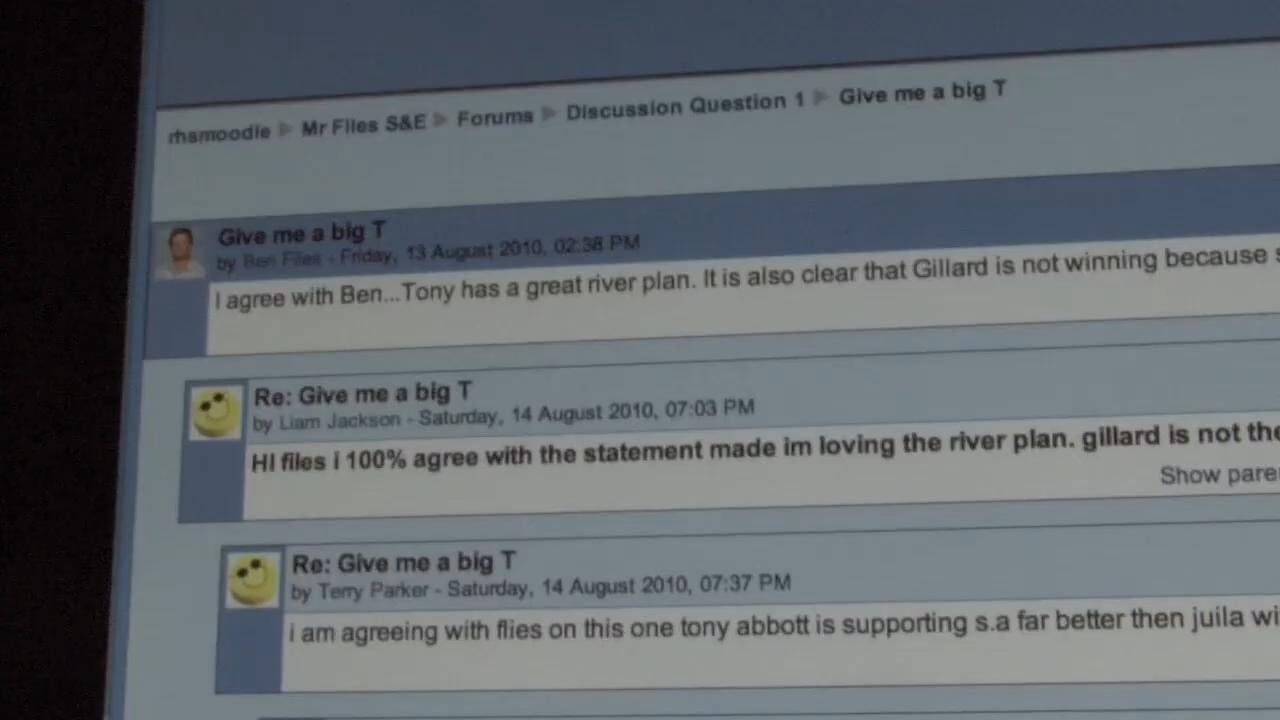 rhsmoodle ► Mr Files S&E ► Forums ► Discussion Question 1 ► Give me a big T
Give me a big T
by Ben Files - Friday, 13 August 2010, 02:38 PM
I agree with Ben...Tony has a great river plan. It is also clear that Gillard is not winning because s
Re: Give me a big T
by Liam Jackson - Saturday, 14 August 2010, 07:03 PM
HI files i 100% agree with the statement made im loving the river plan. gillard is not the
Show pare
Re: Give me a big T
by Terry Parker - Saturday, 14 August 2010, 07:37 PM
i am agreeing with flies on this one tony abbott is supporting s.a far better then juila wi